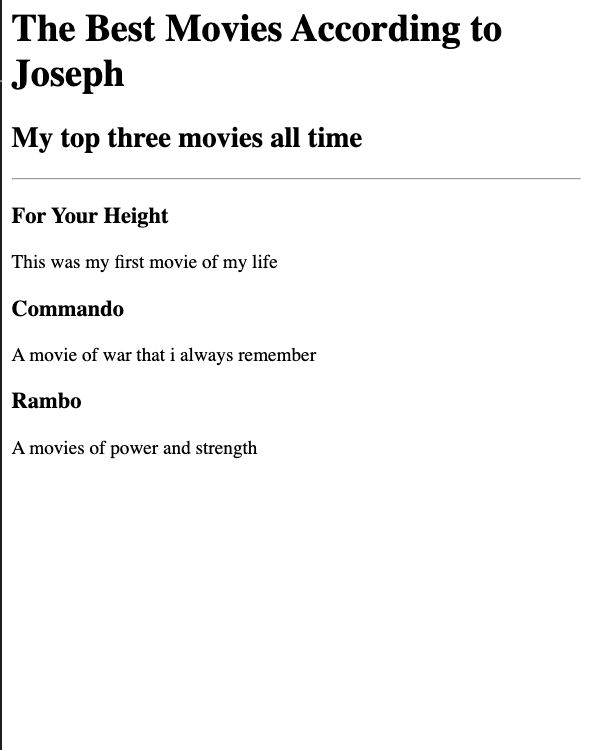 The Best Movies According to
Joseph
My top three movies all time
For Your Height
This was my first movie of my life
Commando
A movie of war that i always remember
Rambo
A movies of power and strength